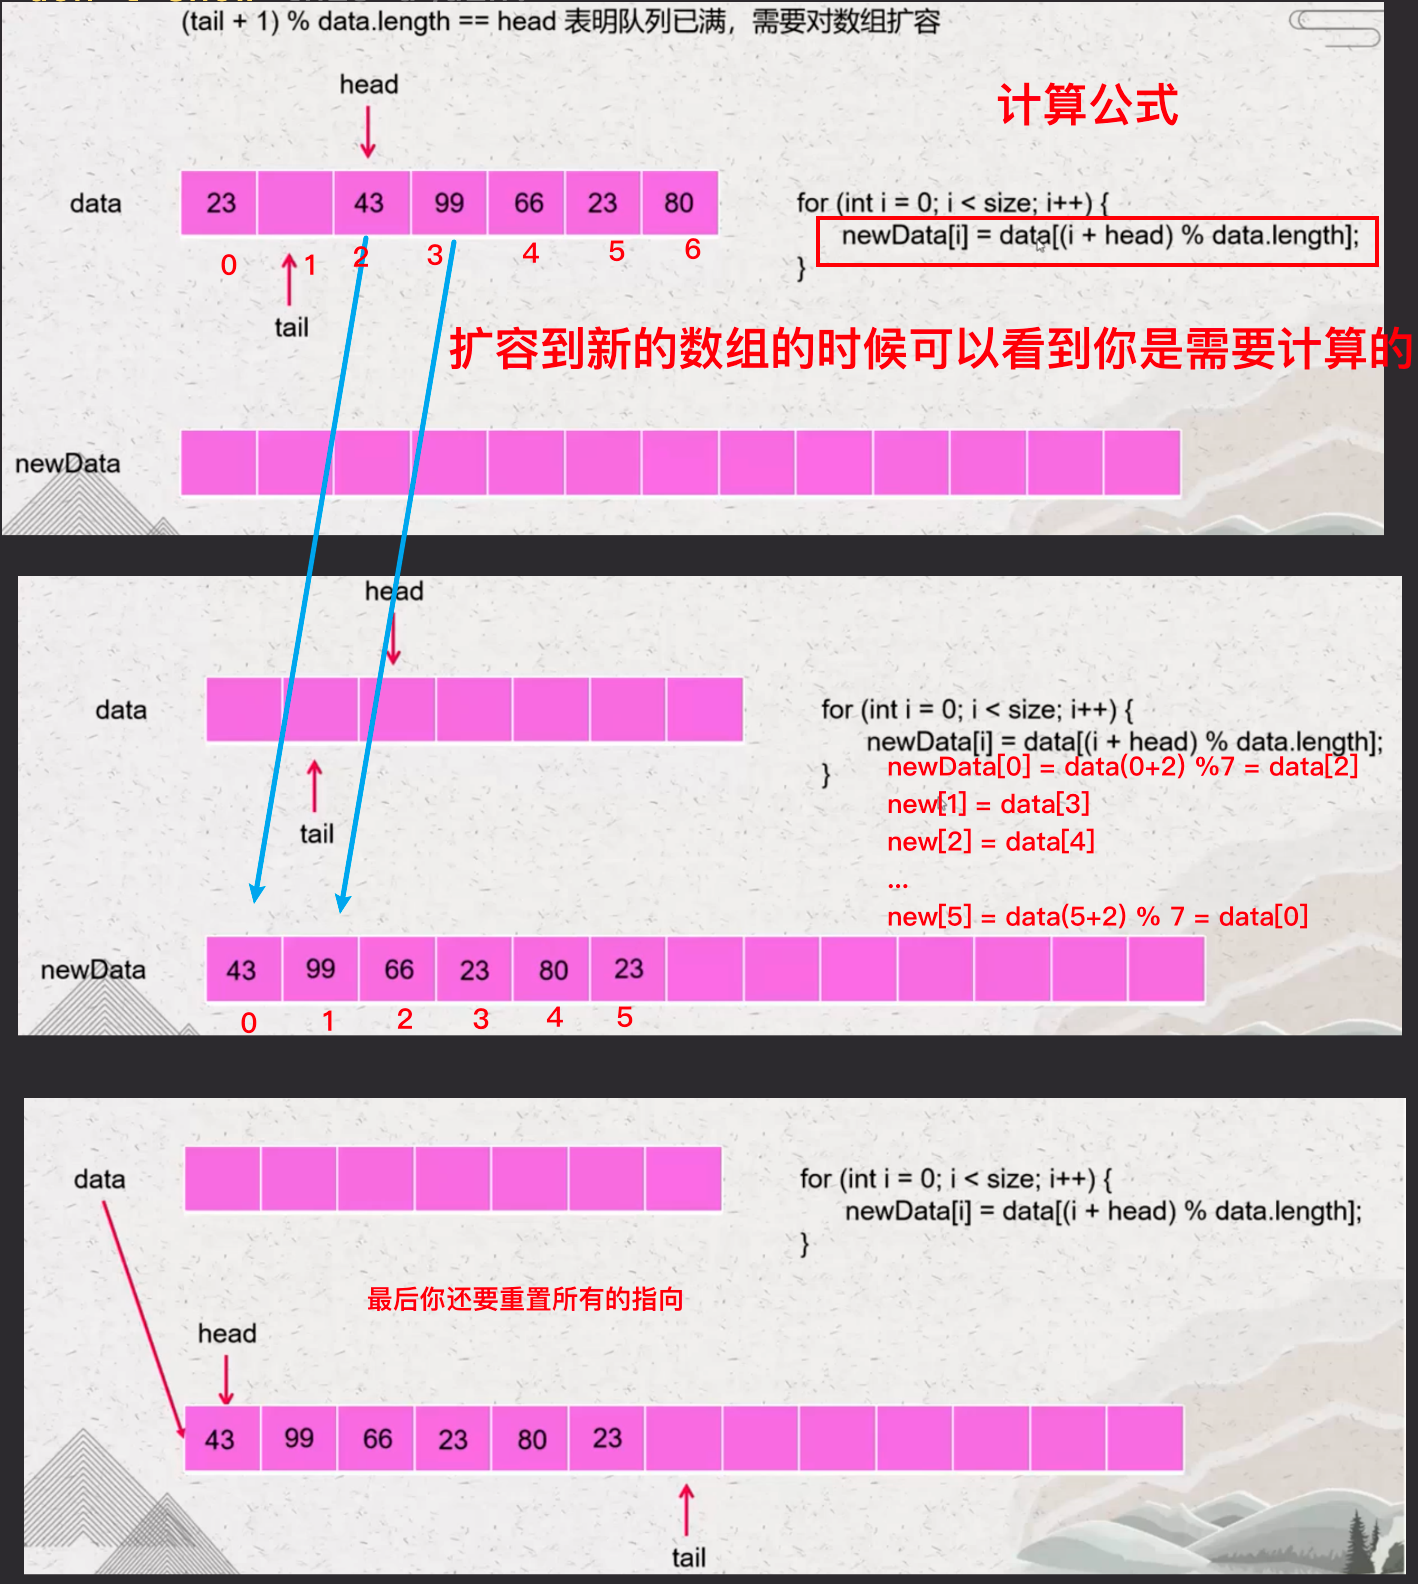 (tail + 1) % data.length == head 表明队列已满，需要对数组扩容
head
计算公式
data
23 43 99 66 23 80
for (int i = 0; i < size; i++) {
newData[i] = data[(i + head) % data.length];
}
0 1 2 3 4 5 6
tail
扩容到新的数组的时候可以看到你是需要计算的
newData
head
data
for (int i = 0; i < size; i++) {
newData[i] = data[(i + head) % data.length];
}
newData[0] = data(0+2) %7 = data[2]
new[1] = data[3]
new[2] = data[4]
...
new[5] = data(5+2) % 7 = data[0]
tail
newData
43 99 66 23 80 23
0 1 2 3 4 5
data
for (int i = 0; i < size; i++) {
newData[i] = data[(i + head) % data.length];
}
最后你还要重置所有的指向
head
43 99 66 23 80 23
tail